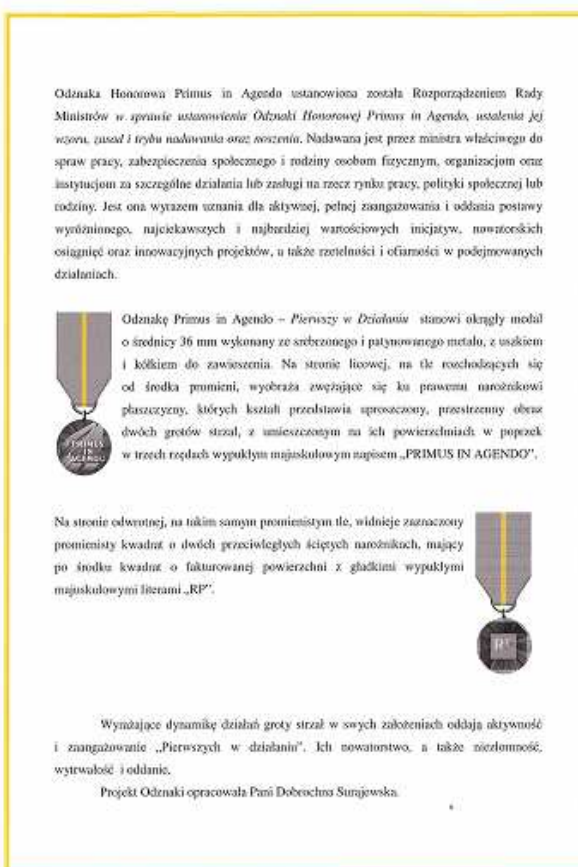 Odznaka Honorowa Primus in Agendo ustanowiona została Rozporządzeniem Rady
Ministrów w sprawie ustanowienia Odznaki Honorowej Primus in Agendo, ustalenia jej
wzoru, zasad i trybu nadawania oraz noszenia. Nadawana jest przez ministra właściwego do
spraw pracy, zabezpieczenia społecznego i rodziny osobom fizycznym, organizacjom oraz
instytucjom za szczególne działania lub zasługi na rzecz rynku pracy, polityki społecznej lub
rodziny. Jest ona wyrazem uznania dla aktywnej, pełnej zaangażowania i oddania postawy
wyróżnionego, najciekawszych i najbardziej wartościowych inicjatyw, nowatorskich
osiągnięć oraz innowacyjnych projektów, a także rzetelności i ofiarności w podejmowanych
działaniach.
Odznakę Primus in Agendo – Pierwszy w Działaniu stanowi okrągły medal
o średnicy 36 mm wykonany ze srebrzonego i patynowanego metalu, z uszkiem
i kółkiem do zawieszenia. Na stronie licowej, na tle rozchodzących się
od środka promieni, wyobraża zwężające się ku prawemu narożnikowi
płaszczyzny, których kształt przedstawia uproszczony, przestrzenny obraz
dwóch grotów strzał, z umieszczonym na ich powierzchniach w poprzek
w trzech rzędach wypukłym majuskułowym napisem „PRIMUS IN AGENDO”.
PRIMUS
IN
AGENDO
Na stronie odwrotnej, na takim samym promienistym tle, widnieje zaznaczony
promienisty kwadrat o dwóch przeciwległych ściętych narożnikach, mający
po środku kwadrat o fakturowanej powierzchni z gładkimi wypukłymi
majuskułowymi literami „RP”.
RP
Wyrażające dynamikę działań groty strzał w swych założeniach oddają aktywność
i zaangażowanie „Pierwszych w działaniu”. Ich nowatorstwo, a także niezłomność,
wytrwałość i oddanie.
Projekt Odznaki opracowała Pani Dobrochna Surajewska.